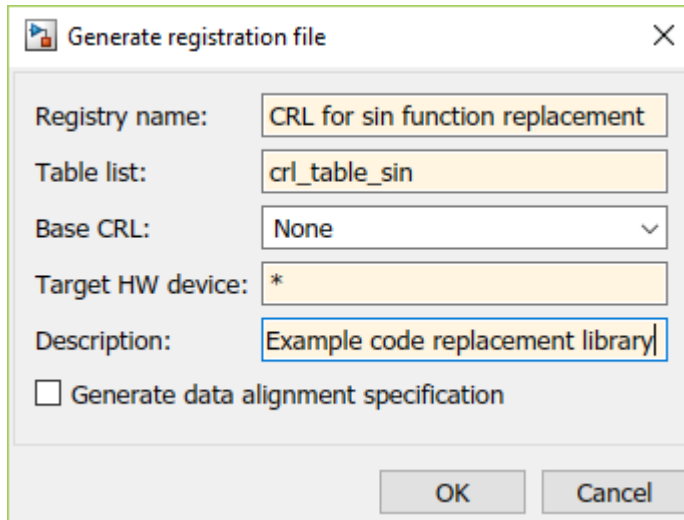 Generate registration file
Registry name: CRL for sin function replacement
Table list: crl_table_sin
Base CRL: None
Target HW device: *
Description: Example code replacement library
Generate data alignment specification
OK Cancel